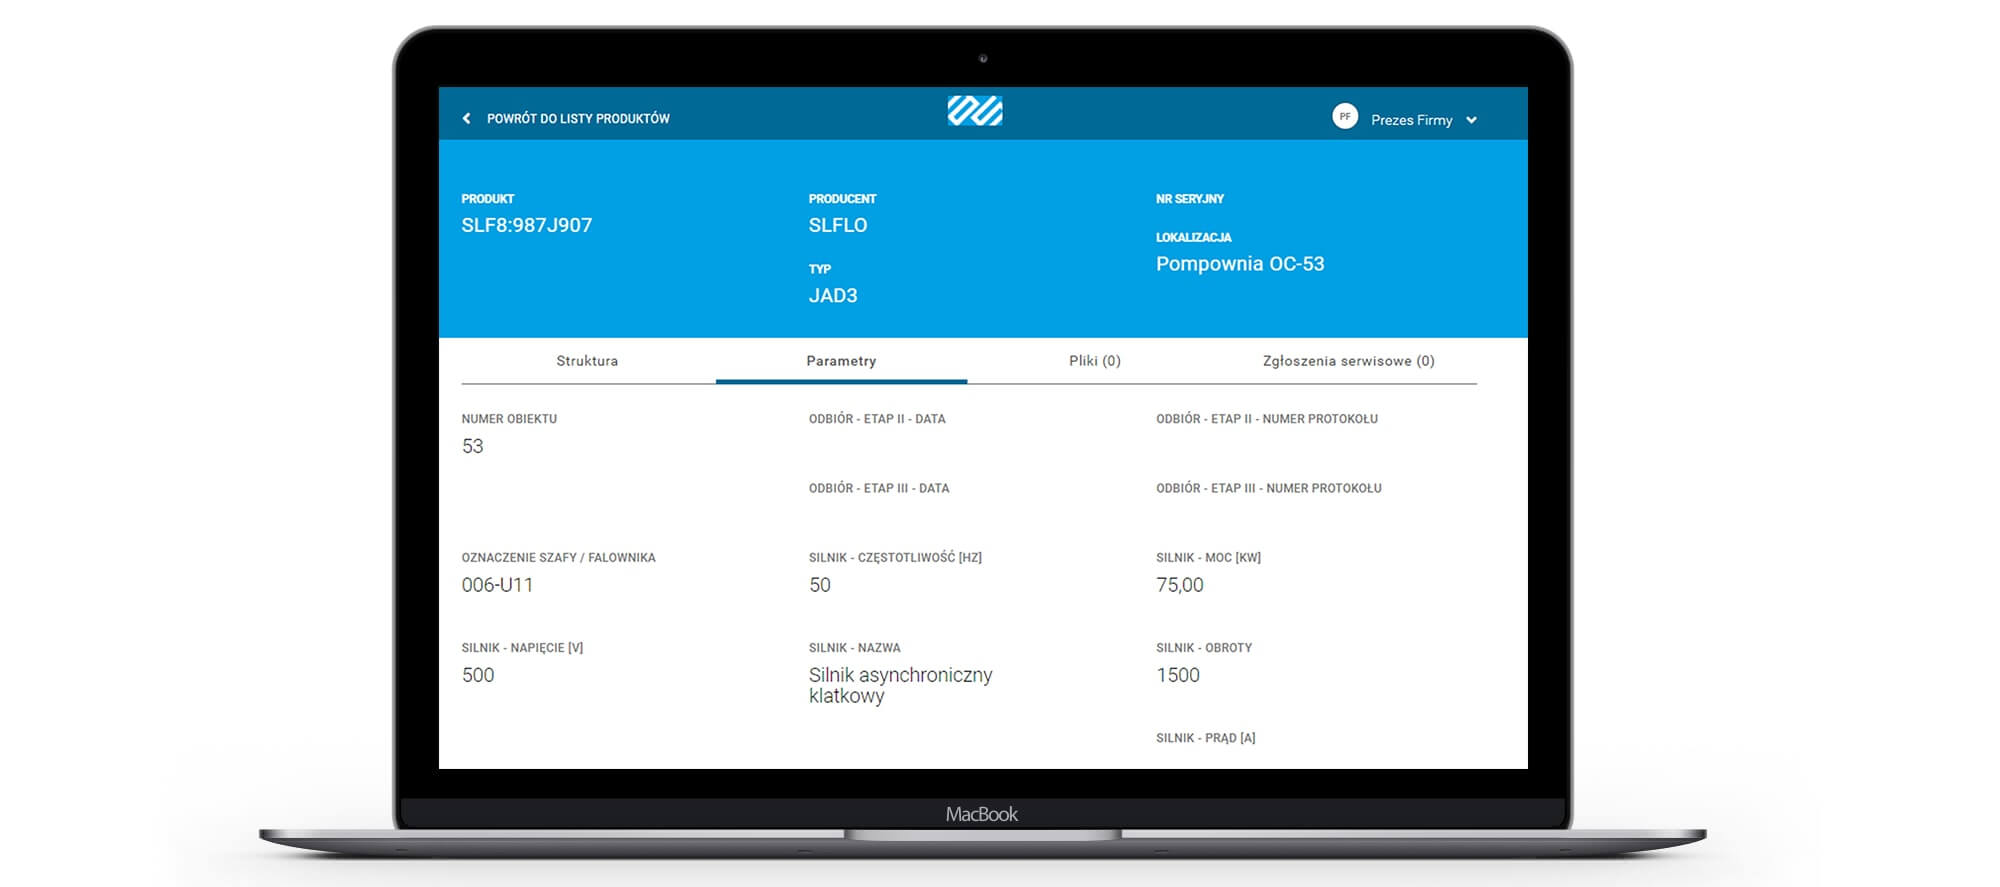 POWRÓT DO LISTY PRODUKTÓW
PF Prezes Firmy
PRODUKT
SLF8:987J907
PRODUCENT
SLFLO
TYP
JAD3
NR SERYJNY
LOKALIZACJA
Pompownia OC-53
Struktura Parametry Pliki (0) Zgłoszenia serwisowe (0)
NUMER OBIEKTU
53
ODBIÓR - ETAP II - DATA
ODBIÓR - ETAP II - NUMER PROTOKOŁU
ODBIÓR - ETAP III - DATA
ODBIÓR - ETAP III - NUMER PROTOKOŁU
OZNACZENIE SZAFY / FALOWNIKA
006-U11
SILNIK - CZĘSTOTLIWOŚĆ [HZ]
50
SILNIK - MOC [KW]
75,00
SILNIK - NAPIĘCIE [V]
500
SILNIK - NAZWA
Silnik asynchroniczny
klatkowy
SILNIK - OBROTY
1500
SILNIK - PRĄD [A]
MacBook